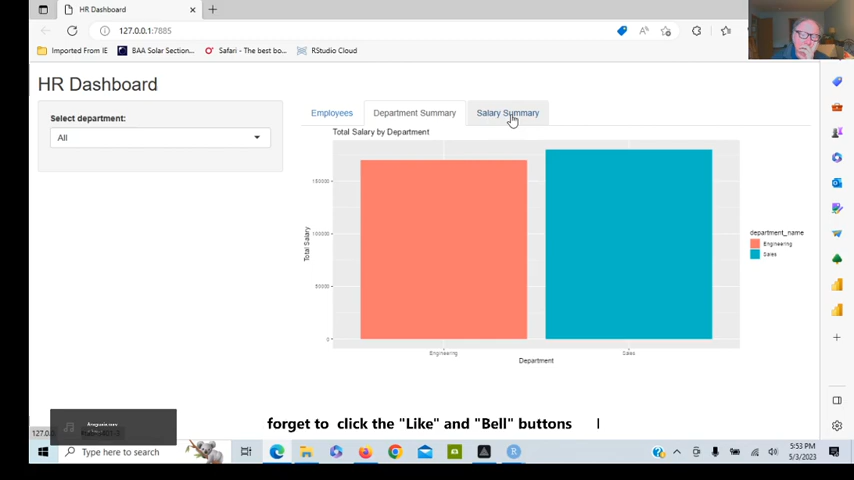 HR Dashboard
127.0.0.1:7885
Imported From IE
BAA Solar Section...
Safari - The best bo...
RStudio Cloud
HR Dashboard
Select department:
All
Employees
Department Summary
Salary Summary
Total Salary by Department
150000
100000
50000
0
Total Salary
Engineering
Sales
Department
department_name
Engineering
Sales
forget to click the "Like" and "Bell" buttons
127.0.0
Type here to search
5:53 PM
5/3/2023